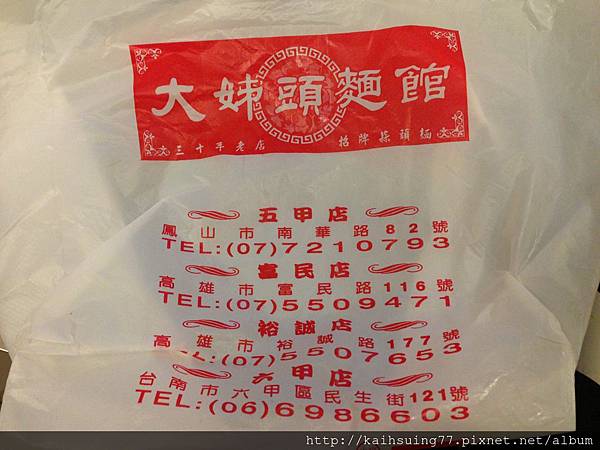 大姊頭麵館
三十年老店 招牌菜頭麵
五甲店
鳳山市南華路82號
TEL:(07)7210793
富民店
高雄市富民路116號
TEL:(07)5509471
裕誠店
高雄市裕誠路177號
TEL:(07)5507653
六甲店
台南市六甲區民生街121號
TEL:(06)6986603
http://kaihsuing77.pixnet.net/album